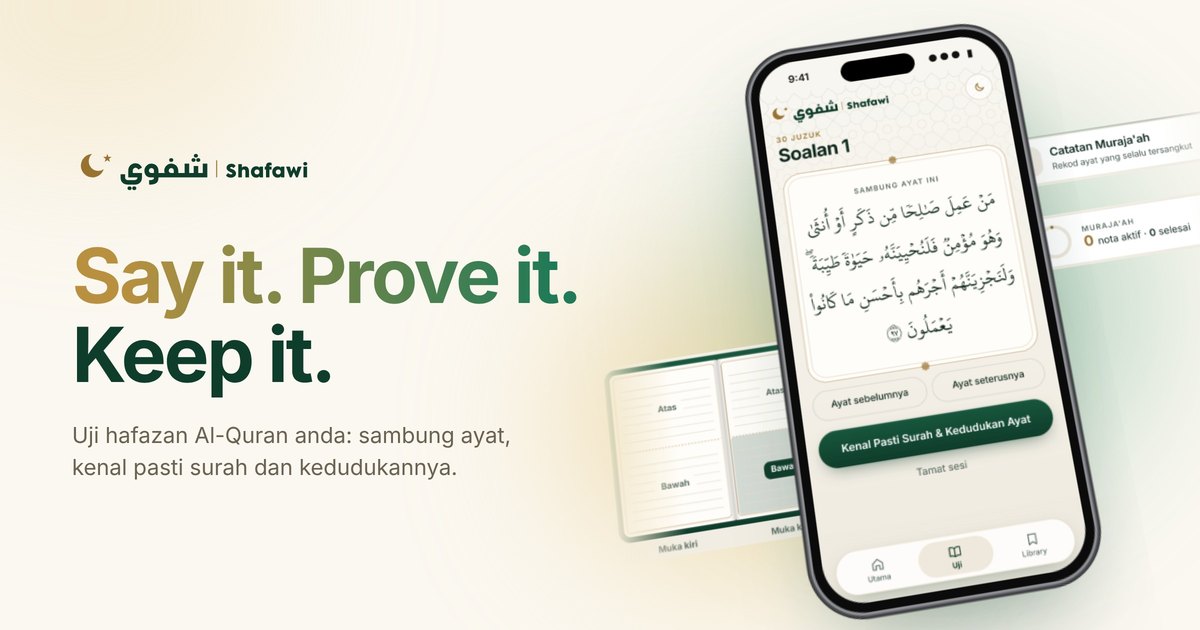 شفوي | Shafawi
Say it. Prove it.
Keep it.
Uji hafazan Al-Quran anda: sambung ayat,
kenal pasti surah dan kedudukannya.
9:41
شفوي | Shafawi
30 JUZUK
Soalan 1
SAMBUNG AYAT INI
مَنْ عَمِلَ صَـٰلِحًا مِّن ذَكَرٍ أَوْ أُنثَىٰ
وَهُوَ مُؤْمِنٌ فَلَنُحْيِيَنَّهُۥ حَيَوٰةً طَيِّبَةً ۖ
وَلَنَجْزِيَنَّهُمْ أَجْرَهُم بِأَحْسَنِ مَا كَانُوا۟
يَعْمَلُونَ ٩٧
Ayat sebelumnya
Ayat seterusnya
Kenal Pasti Surah & Kedudukan Ayat
Tamat sesi
Utama
Uji
Library
Catatan Muraja'ah
Rekod ayat yang selalu tersangkut
MURAJA'AH
0 nota aktif · 0 selesai
Atas
Atas
Bawah
Muka kiri
Muka